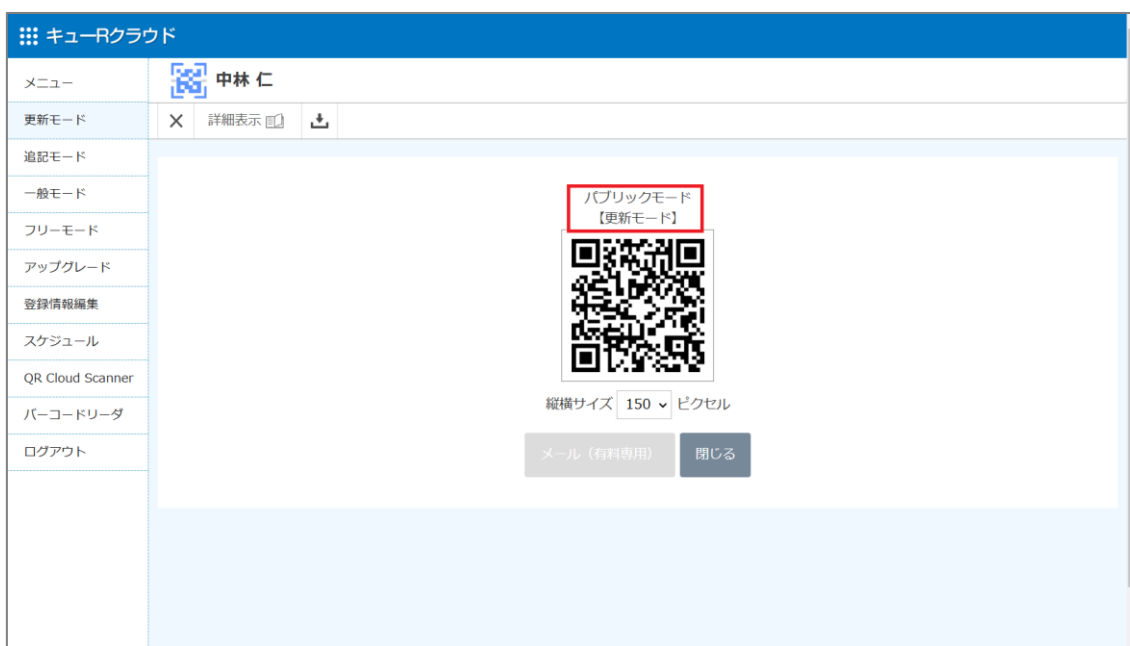 キューRクラウド
メニュー
更新モード
追記モード
一般モード
フリーモード
アップグレード
登録情報編集
スケジュール
QR Cloud Scanner
バーコードリーダ
ログアウト
中林 仁
詳細表示
パブリックモード
【更新モード】
縦横サイズ 150 ピクセル
メール（有料専用） 閉じる